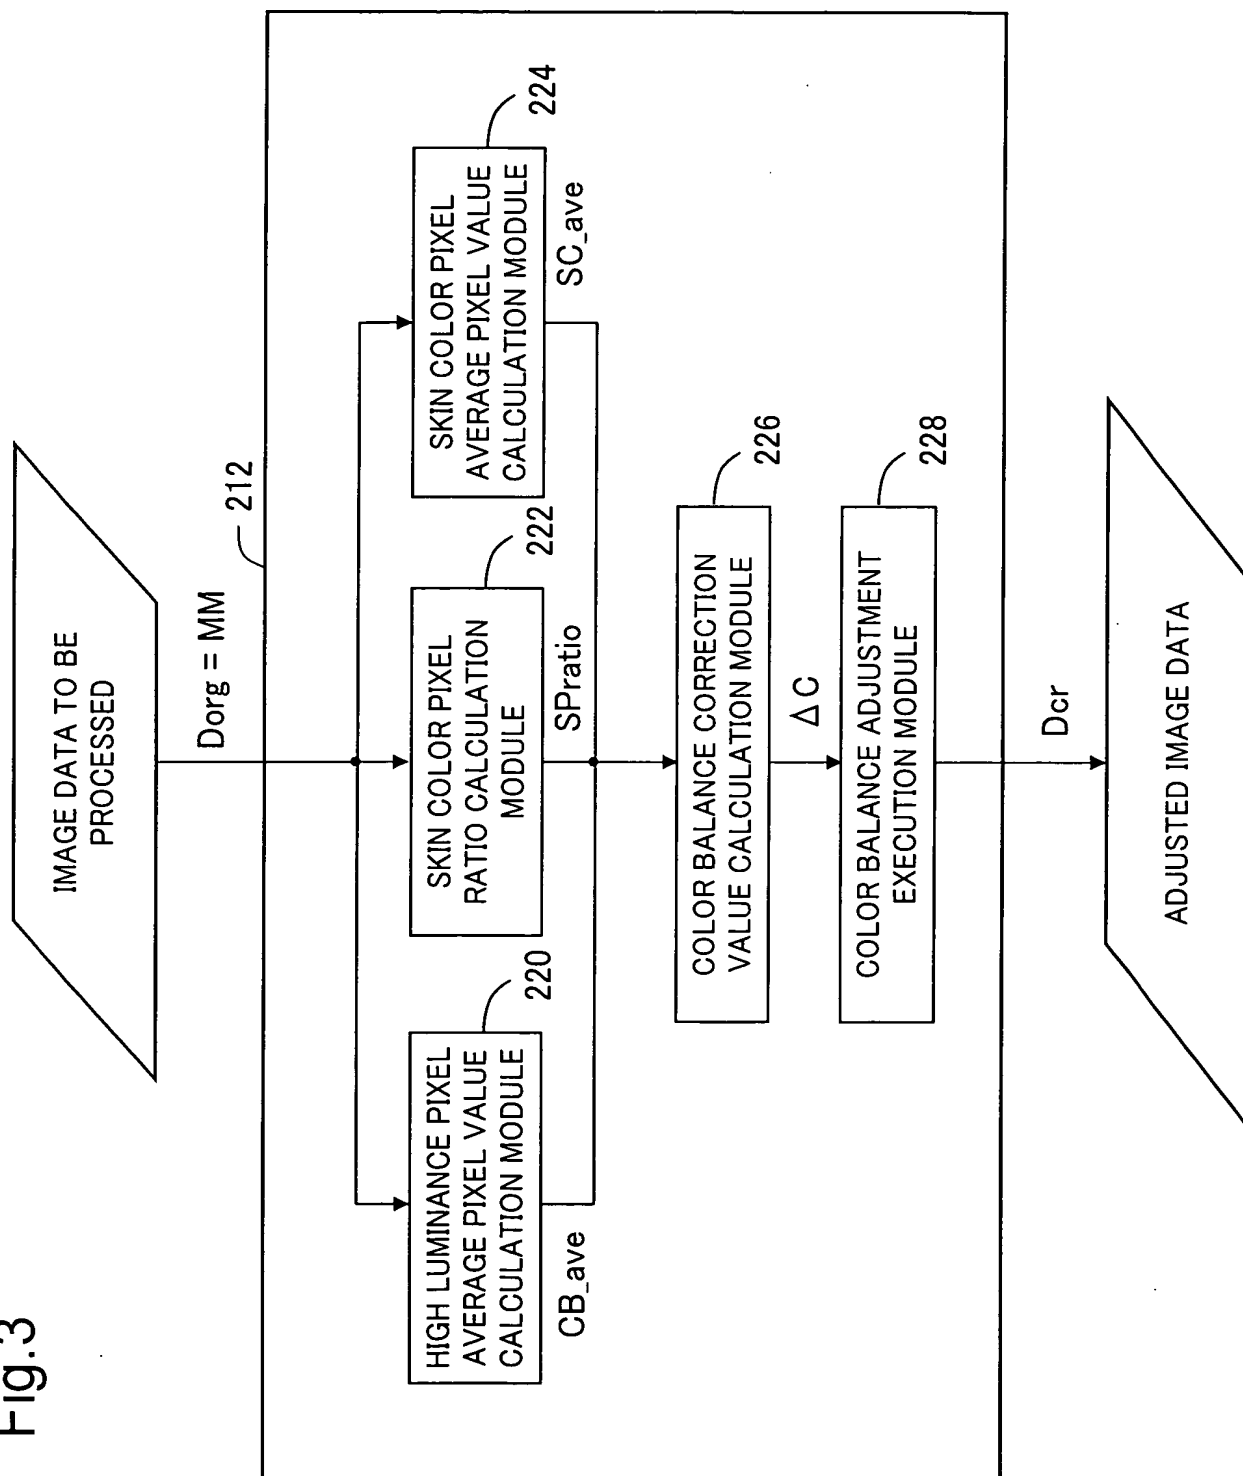 Fig.3
IMAGE DATA TO BE
PROCESSED
Dorg = MM
212
HIGH LUMINANCE PIXEL
AVERAGE PIXEL VALUE
CALCULATION MODULE
220
CB_ave
SKIN COLOR PIXEL
RATIO CALCULATION
MODULE
222
SPratio
SKIN COLOR PIXEL
AVERAGE PIXEL VALUE
CALCULATION MODULE
224
SC_ave
COLOR BALANCE CORRECTION
VALUE CALCULATION MODULE
226
ΔC
COLOR BALANCE ADJUSTMENT
EXECUTION MODULE
228
Dcr
ADJUSTED IMAGE DATA